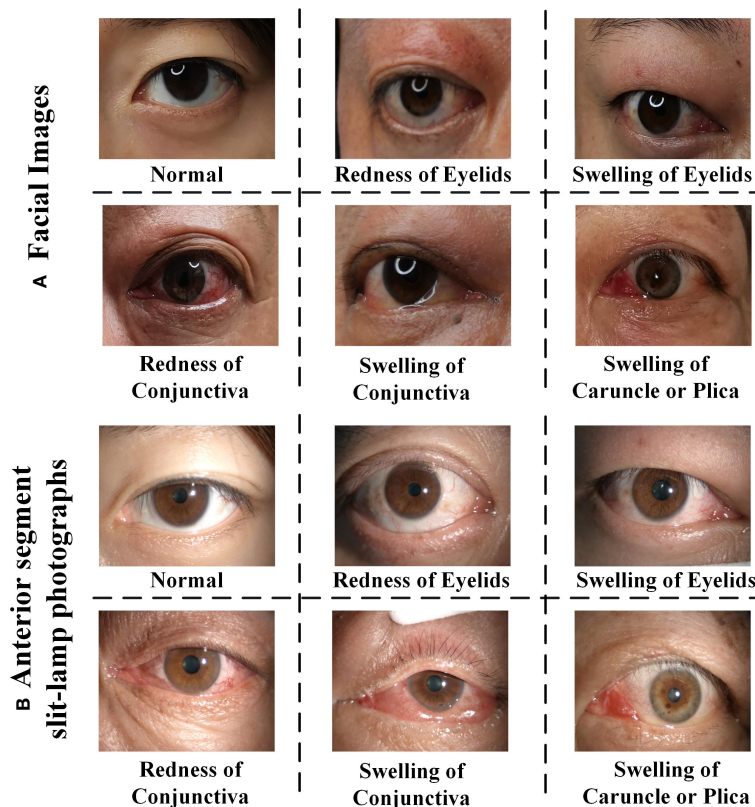 A Facial Images
Normal
Redness of Eyelids
Swelling of Eyelids
Redness of
Conjunctiva
Swelling of
Conjunctiva
Swelling of
Caruncle or Plica
B Anterior segment
slit-lamp photographs
Normal
Redness of Eyelids
Swelling of Eyelids
Redness of
Conjunctiva
Swelling of
Conjunctiva
Swelling of
Caruncle or Plica